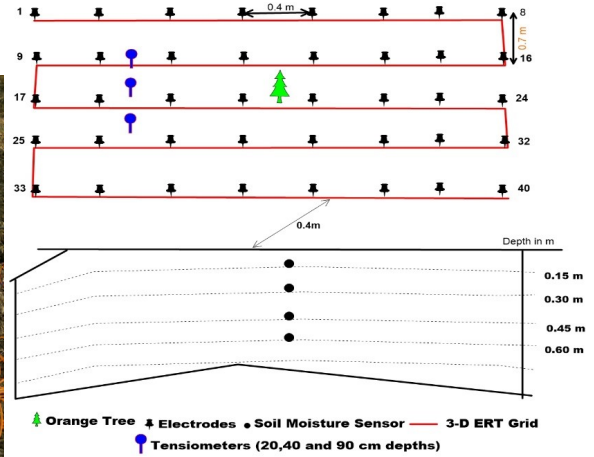 0.4 m
1 8
0.7 m
9 16
17 24
25 32
33 40
0.4m
Depth in m
0.15 m
0.30 m
0.45 m
0.60 m
Orange Tree Electrodes Soil Moisture Sensor 3-D ERT Grid
Tensiometers (20,40 and 90 cm depths)